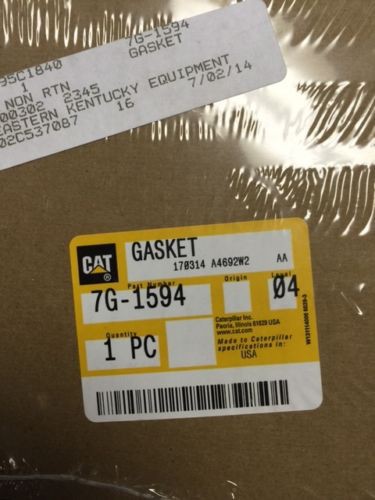 95C1840 7G-1594
1 GASKET
NON RTN
00302 2345
EASTERN KENTUCKY EQUIPMENT
02C537087 16 7/02/14
CAT GASKET
170314 A4692W2 AA
Part Number Origin Level
7G-1594 04
Quantity
1 PC
Caterpillar Inc.
Peoria, Illinois 61629 USA
www.cat.com
Made to Caterpillar
specifications in:
USA